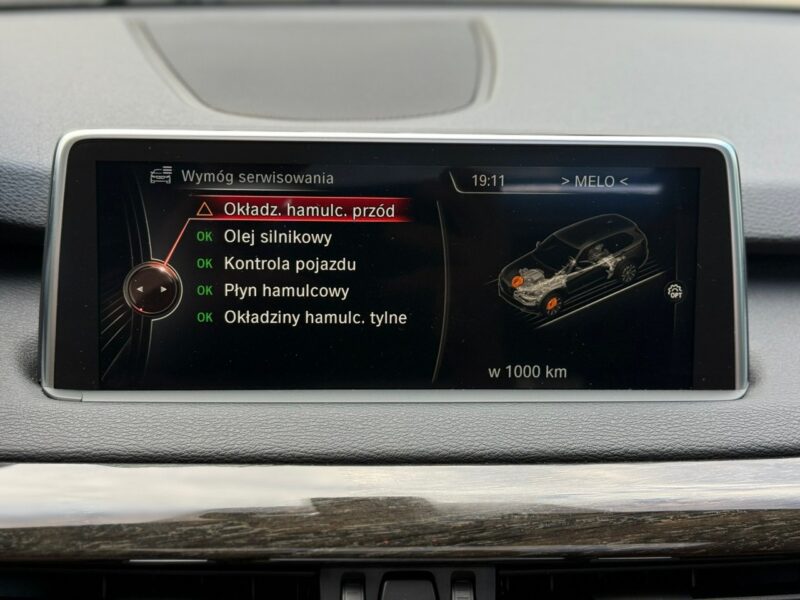 Wymóg serwisowania
19:11 > MELO <
Okładz. hamulc. przód
OK Olej silnikowy
OK Kontrola pojazdu
OK Płyn hamulcowy
OK Okładziny hamulc. tylne
OPT
w 1000 km